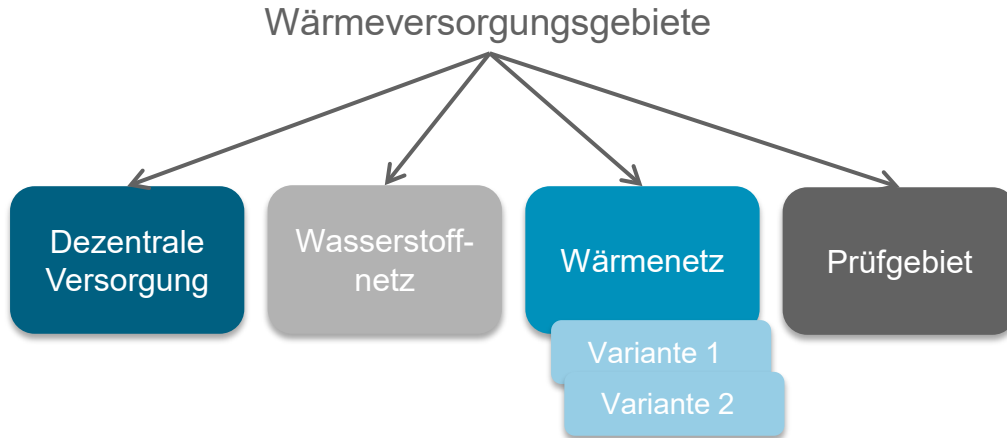 Wärmeversorgungsgebiete
Dezentrale
Versorgung
Wasserstoff-
netz
Wärmenetz
Prüfgebiet
Variante 1
Variante 2